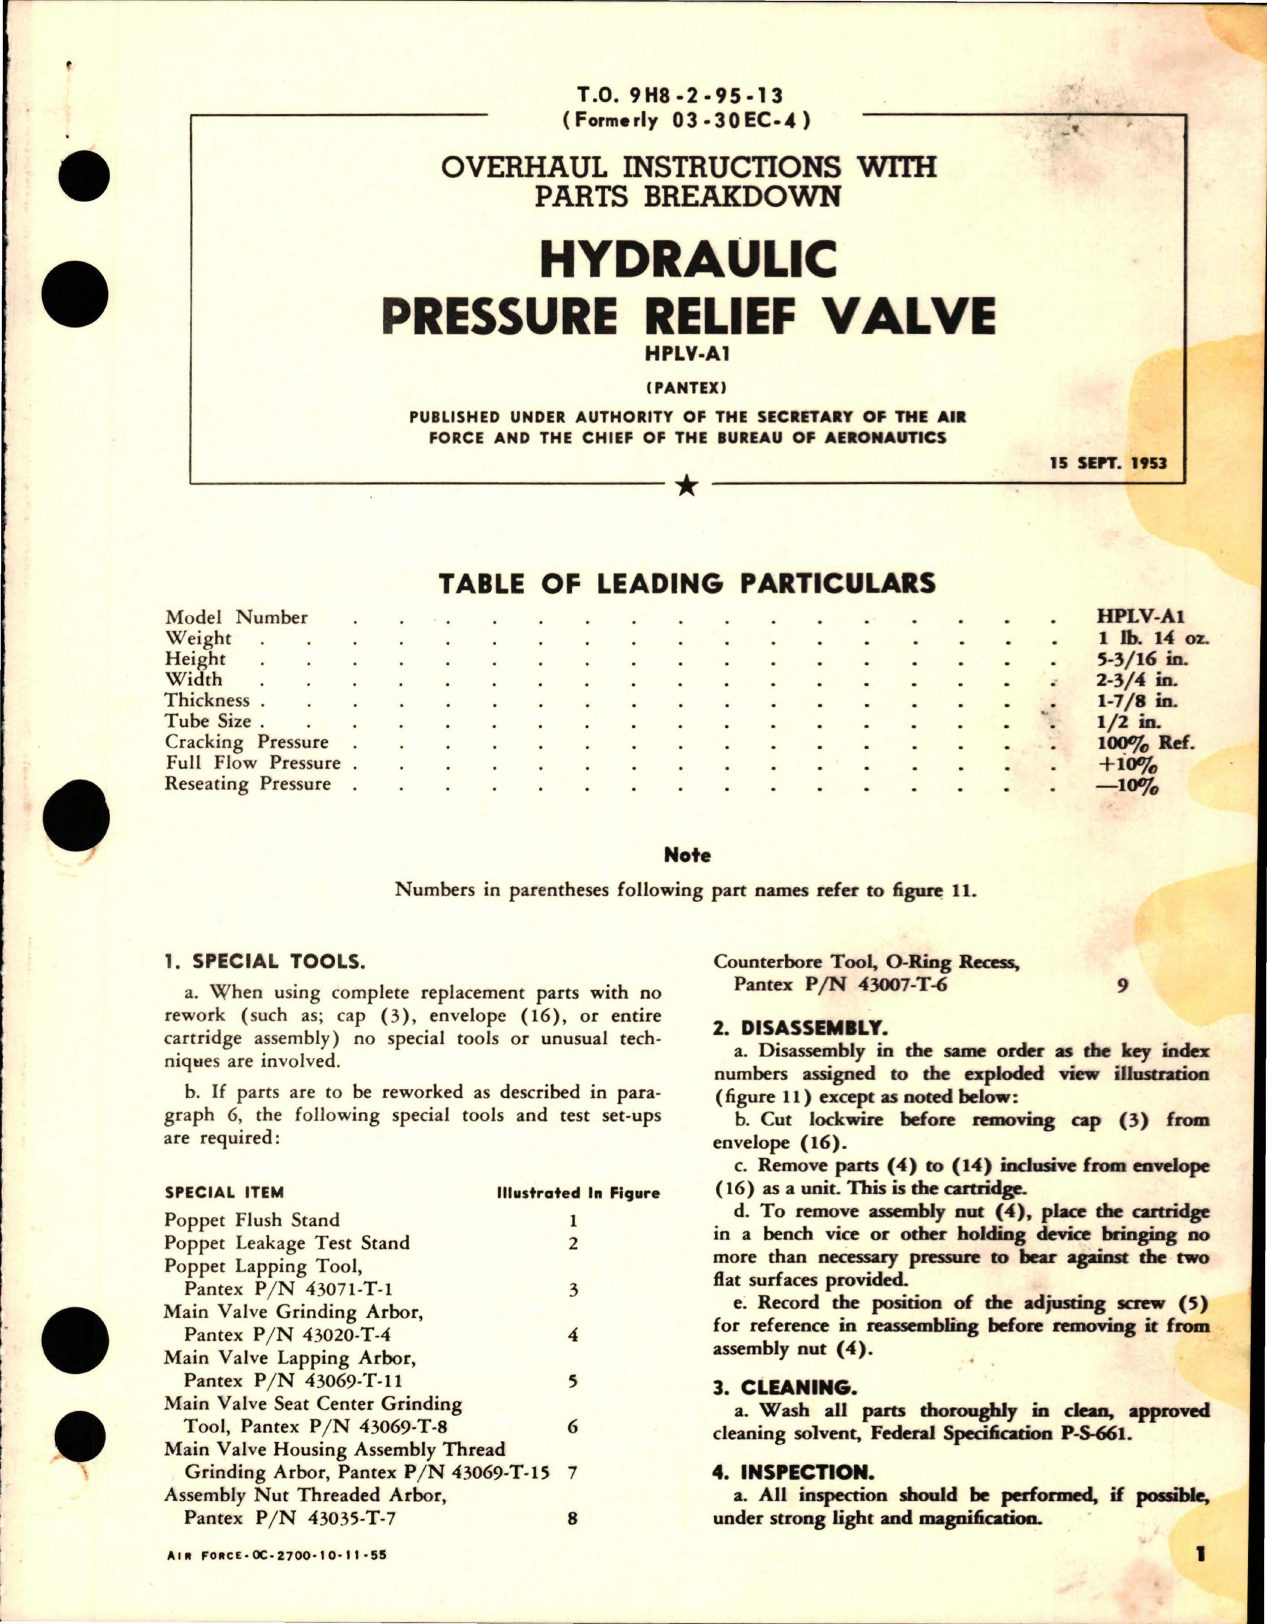 T.O. 9H8-2-95-13
(Formerly 03-30EC-4)
OVERHAUL INSTRUCTIONS WITH
PARTS BREAKDOWN
HYDRAULIC
PRESSURE RELIEF VALVE
HPLV-A1
(PANTEX)
PUBLISHED UNDER AUTHORITY OF THE SECRETARY OF THE AIR
FORCE AND THE CHIEF OF THE BUREAU OF AERONAUTICS
15 SEPT. 1953
TABLE OF LEADING PARTICULARS
Model Number . . . . . . . . . . . . . . . . HPLV-A1
Weight . . . . . . . . . . . . . . . . . . 1 lb. 14 oz.
Height . . . . . . . . . . . . . . . . . . 5-3/16 in.
Width . . . . . . . . . . . . . . . . . . 2-3/4 in.
Thickness . . . . . . . . . . . . . . . . . . 1-7/8 in.
Tube Size . . . . . . . . . . . . . . . . . . 1/2 in.
Cracking Pressure . . . . . . . . . . . . . . . . 100% Ref.
Full Flow Pressure . . . . . . . . . . . . . . . . +10%
Reseating Pressure . . . . . . . . . . . . . . . . —10%
Note
Numbers in parentheses following part names refer to figure 11.
1. SPECIAL TOOLS.
a. When using complete replacement parts with no
rework (such as; cap (3), envelope (16), or entire
cartridge assembly) no special tools or unusual tech-
niques are involved.
b. If parts are to be reworked as described in para-
graph 6, the following special tools and test set-ups
are required:
SPECIAL ITEM Illustrated In Figure
Poppet Flush Stand 1
Poppet Leakage Test Stand 2
Poppet Lapping Tool,
Pantex P/N 43071-T-1 3
Main Valve Grinding Arbor,
Pantex P/N 43020-T-4 4
Main Valve Lapping Arbor,
Pantex P/N 43069-T-11 5
Main Valve Seat Center Grinding
Tool, Pantex P/N 43069-T-8 6
Main Valve Housing Assembly Thread
Grinding Arbor, Pantex P/N 43069-T-15 7
Assembly Nut Threaded Arbor,
Pantex P/N 43035-T-7 8
Counterbore Tool, O-Ring Recess,
Pantex P/N 43007-T-6 9
2. DISASSEMBLY.
a. Disassembly in the same order as the key index
numbers assigned to the exploded view illustration
(figure 11) except as noted below:
b. Cut lockwire before removing cap (3) from
envelope (16).
c. Remove parts (4) to (14) inclusive from envelope
(16) as a unit. This is the cartridge.
d. To remove assembly nut (4), place the cartridge
in a bench vice or other holding device bringing no
more than necessary pressure to bear against the two
flat surfaces provided.
e. Record the position of the adjusting screw (5)
for reference in reassembling before removing it from
assembly nut (4).
3. CLEANING.
a. Wash all parts thoroughly in clean, approved
cleaning solvent, Federal Specification P-S-661.
4. INSPECTION.
a. All inspection should be performed, if possible,
under strong light and magnification.
AIR FORCE-OC-2700-10-11-55
1